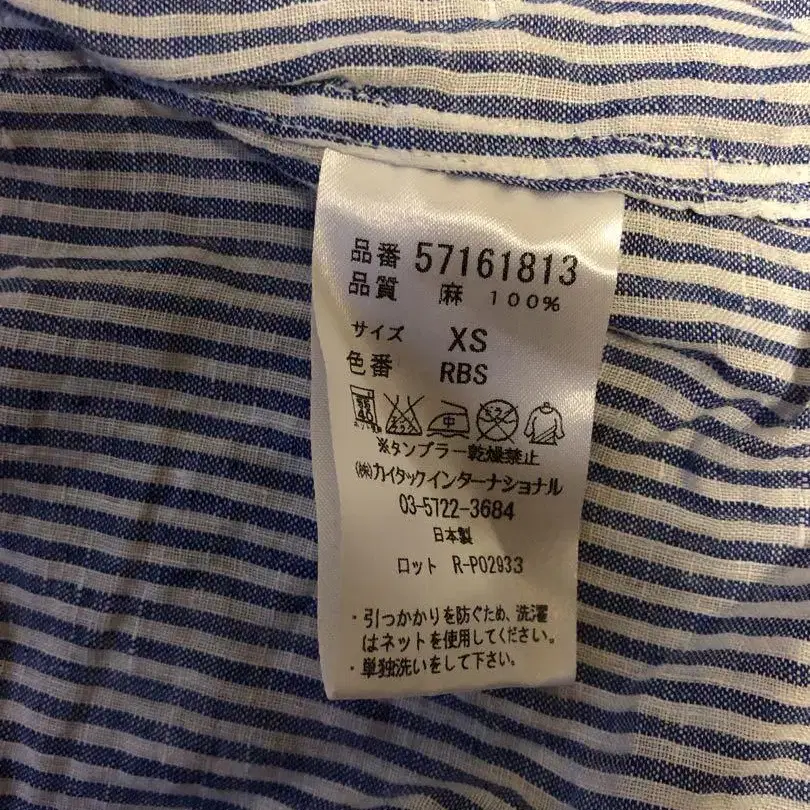 品番 57161813
品質 麻 100%
サイズ XS
色番 RBS
40
※タンブラー乾燥禁止
㈱カイタックインターナショナル
03-5722-3684
日本製
ロット R-P02933
・引っかかりを防ぐため、洗濯
はネットを使用してください。
・単独洗いをして下さい。